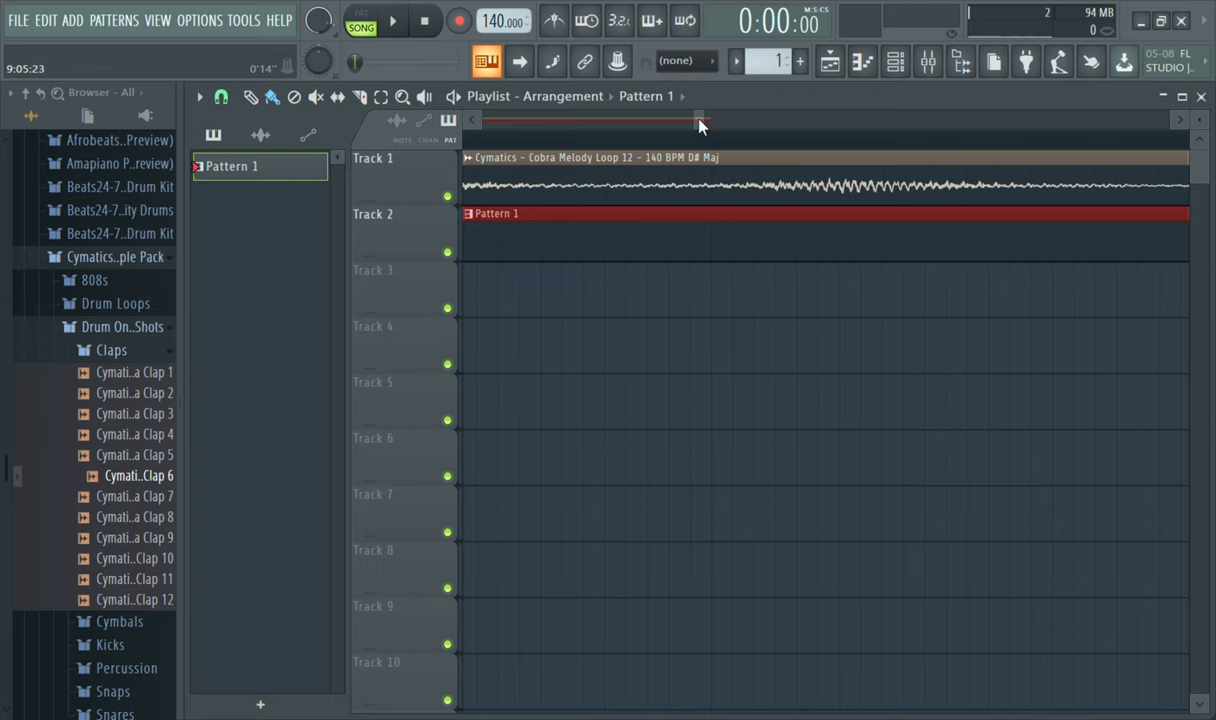 FILE EDIT ADD PATTERNS VIEW OPTIONS TOOLS HELP
PAT
SONG
140.000
3.2.
0:00:00
M:S:CS
2
94 MB
0
9:05:23
0'14''
(none)
1
05-08 FL
STUDIO |..
Browser - All
Playlist - Arrangement › Pattern 1 ›
NOTE CHAN PAT
Afrobeats..Preview)
Amapiano P..review)
Beats24-7..Drum Kit
Beats24-7..ity Drums
Beats24-7..Drum Kit
Cymatics..ple Pack
808s
Drum Loops
Drum On..Shots
Claps
Cymati..a Clap 1
Cymati..a Clap 2
Cymati..a Clap 3
Cymati..a Clap 4
Cymati..a Clap 5
Cymati..Clap 6
Cymati..a Clap 7
Cymati..a Clap 8
Cymati..a Clap 9
Cymati..Clap 10
Cymati..Clap 11
Cymati..Clap 12
Cymbals
Kicks
Percussion
Snaps
Snares
Pattern 1
+
Track 1
Cymatics - Cobra Melody Loop 12 - 140 BPM D# Maj
Track 2
Pattern 1
Track 3
Track 4
Track 5
Track 6
Track 7
Track 8
Track 9
Track 10